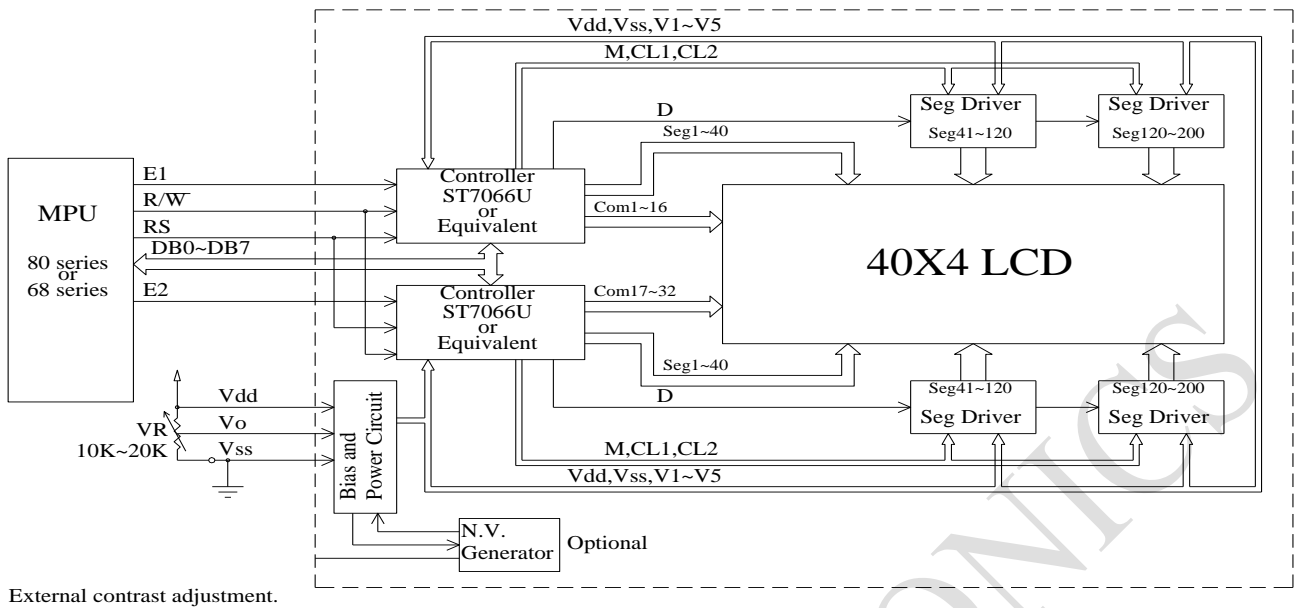 Vdd,Vss,V1~V5
M,CL1,CL2
D
Seg1~40
Seg Driver
Seg41~120
Seg Driver
Seg120~200
MPU
80 series
or
68 series
E1
R/W̅
RS
DB0~DB7
E2
Controller
ST7066U
or
Equivalent
Com1~16
40X4 LCD
Controller
ST7066U
or
Equivalent
Com17~32
Seg1~40
D
Seg41~120
Seg Driver
Seg120~200
Seg Driver
M,CL1,CL2
Vdd,Vss,V1~V5
Vdd
Vo
Vss
VR
10K~20K
Bias and
Power Circuit
N.V.
Generator
Optional
External contrast adjustment.
ONICS